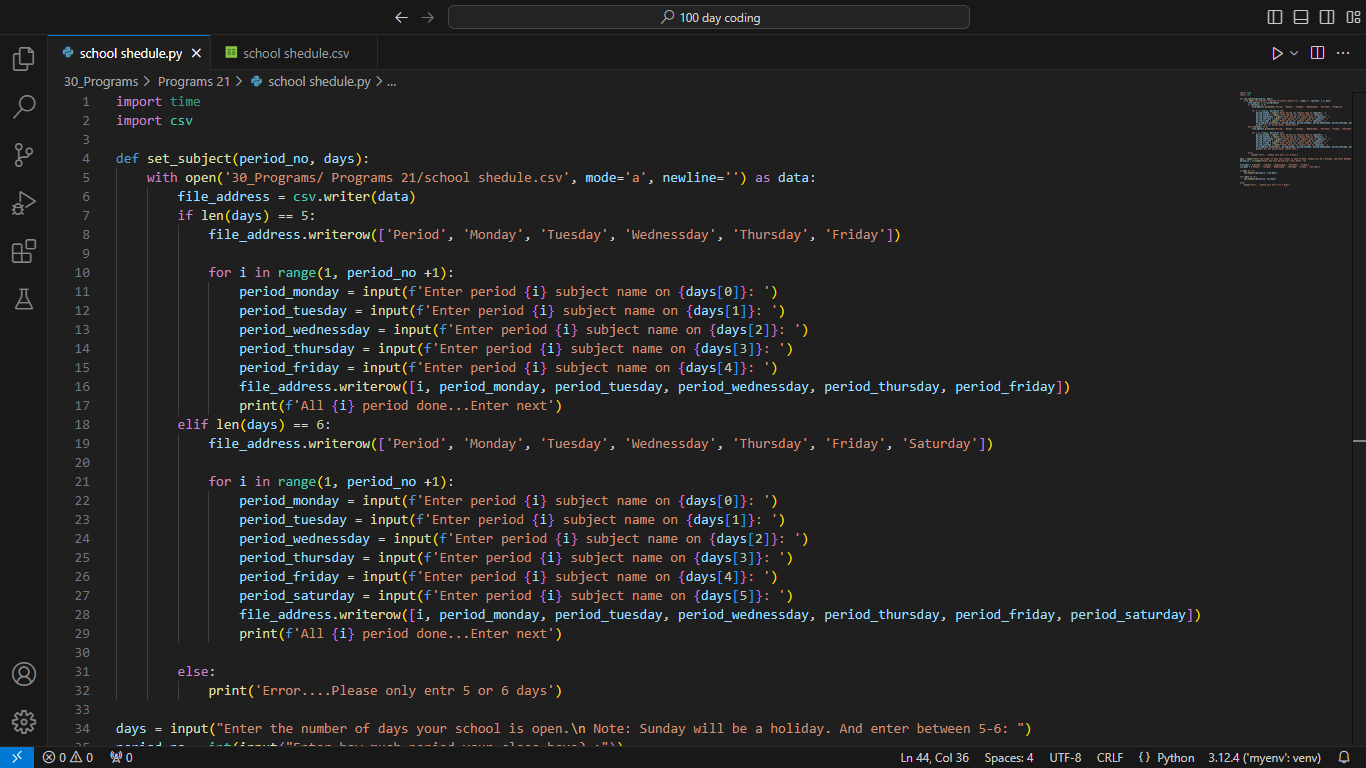 100 day coding
school shedule.py
school shedule.csv
30_Programs > Programs 21 > school shedule.py > ...
1 import time
2 import csv
3
4 def set_subject(period_no, days):
5     with open('30_Programs/ Programs 21/school shedule.csv', mode='a', newline='') as data:
6         file_address = csv.writer(data)
7         if len(days) == 5:
8             file_address.writerow(['Period', 'Monday', 'Tuesday', 'Wednessday', 'Thursday', 'Friday'])
9
10             for i in range(1, period_no +1):
11                 period_monday = input(f'Enter period {i} subject name on {days[0]}: ')
12                 period_tuesday = input(f'Enter period {i} subject name on {days[1]}: ')
13                 period_wednessday = input(f'Enter period {i} subject name on {days[2]}: ')
14                 period_thursday = input(f'Enter period {i} subject name on {days[3]}: ')
15                 period_friday = input(f'Enter period {i} subject name on {days[4]}: ')
16                 file_address.writerow([i, period_monday, period_tuesday, period_wednessday, period_thursday, period_friday])
17                 print(f'All {i} period done...Enter next')
18         elif len(days) == 6:
19             file_address.writerow(['Period', 'Monday', 'Tuesday', 'Wednessday', 'Thursday', 'Friday', 'Saturday'])
20
21             for i in range(1, period_no +1):
22                 period_monday = input(f'Enter period {i} subject name on {days[0]}: ')
23                 period_tuesday = input(f'Enter period {i} subject name on {days[1]}: ')
24                 period_wednessday = input(f'Enter period {i} subject name on {days[2]}: ')
25                 period_thursday = input(f'Enter period {i} subject name on {days[3]}: ')
26                 period_friday = input(f'Enter period {i} subject name on {days[4]}: ')
27                 period_saturday = input(f'Enter period {i} subject name on {days[5]}: ')
28                 file_address.writerow([i, period_monday, period_tuesday, period_wednessday, period_thursday, period_friday, period_saturday])
29                 print(f'All {i} period done...Enter next')
30
31         else:
32             print('Error....Please only entr 5 or 6 days')
33
34 days = input("Enter the number of days your school is open.\n Note: Sunday will be a holiday. And enter between 5-6: ")
0 0 0
Ln 44, Col 36 Spaces: 4 UTF-8 CRLF {} Python 3.12.4 ('myenv': venv)